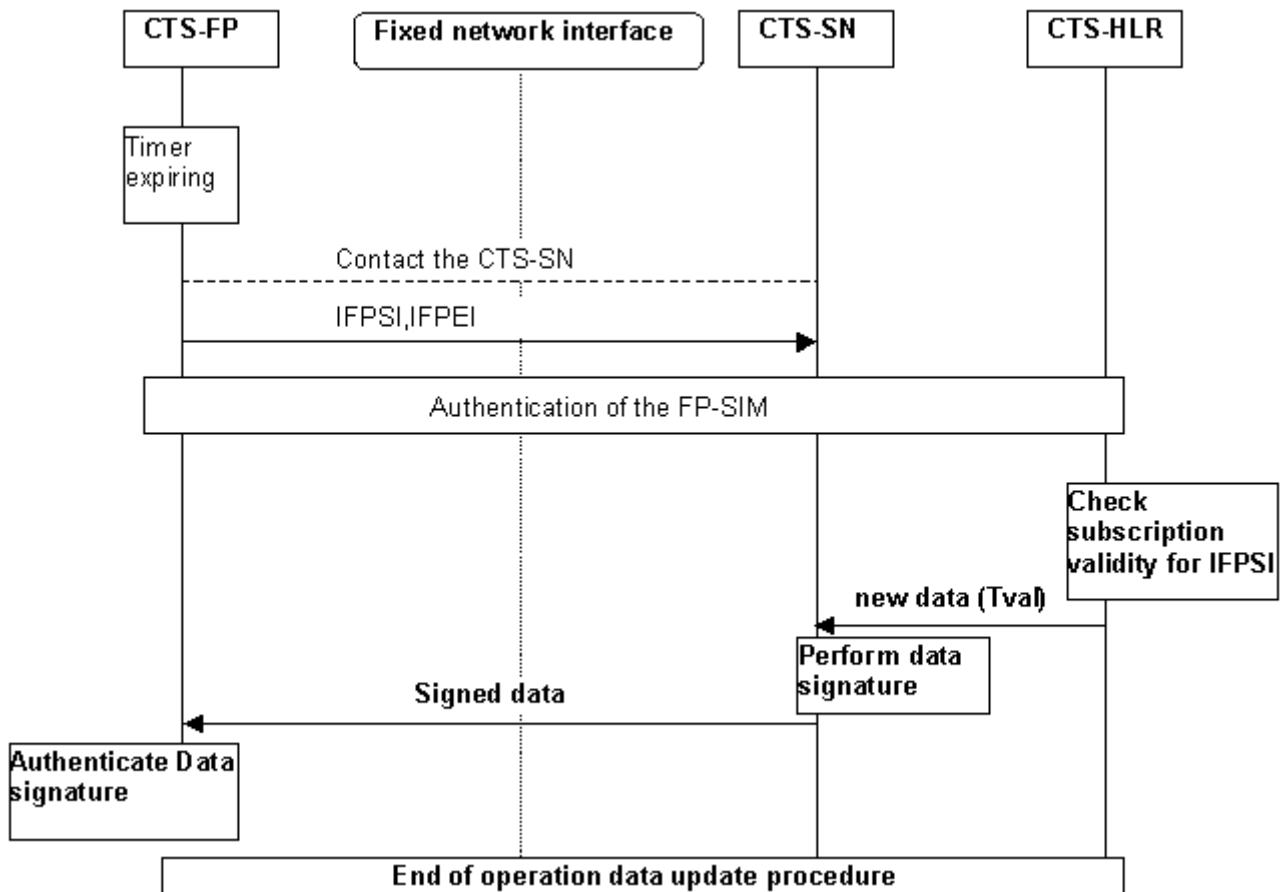 CTS-FP
Fixed network interface
CTS-SN
CTS-HLR
Timer
expiring
Contact the CTS-SN
IFPSI,IFPEI
Authentication of the FP-SIM
Check
subscription
validity for IFPSI
new data (Tval)
Perform data
signature
Signed data
Authenticate Data
signature
End of operation data update procedure